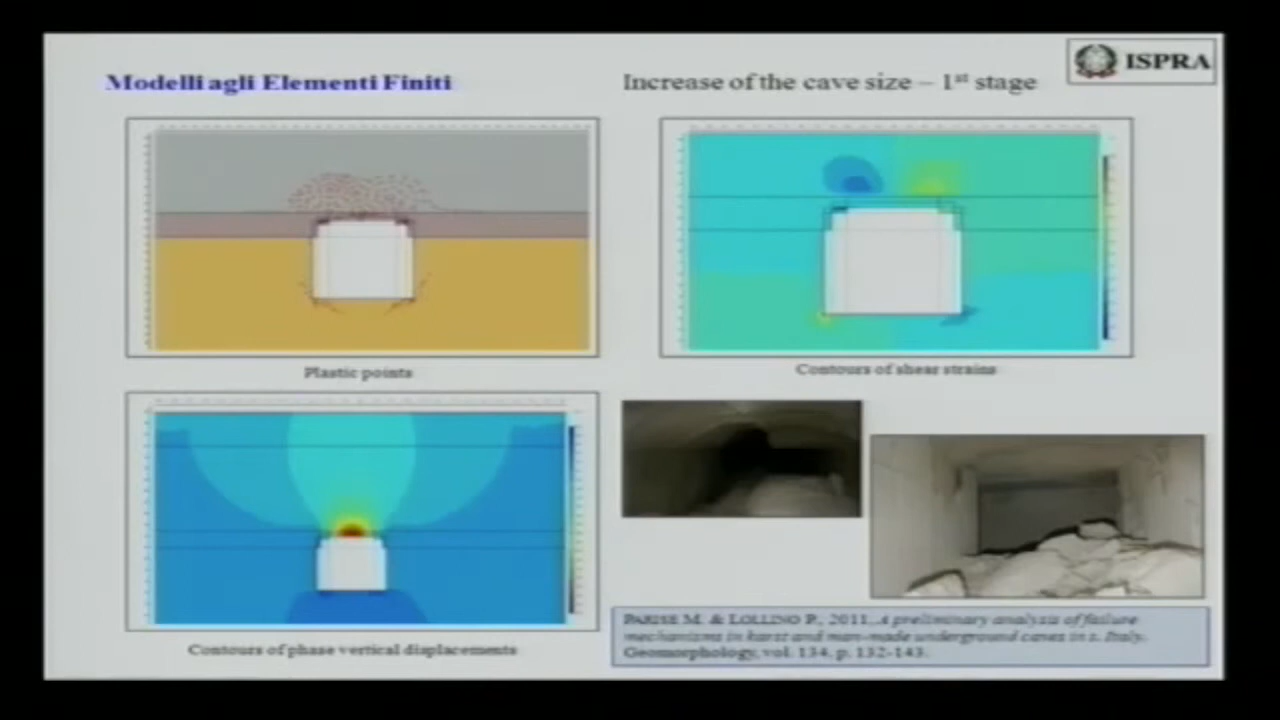 Modelli agli Elementi Finiti
Increase of the cave size – 1st stage
ISPRA
Plastic points
Contours of shear strains
Contours of phase vertical displacements
PARISE M. & LOLLINO P., 2011. A preliminary analysis of failure
mechanisms in karst and man-made underground caves in s. Italy.
Geomorphology, vol. 134, p. 132-143.